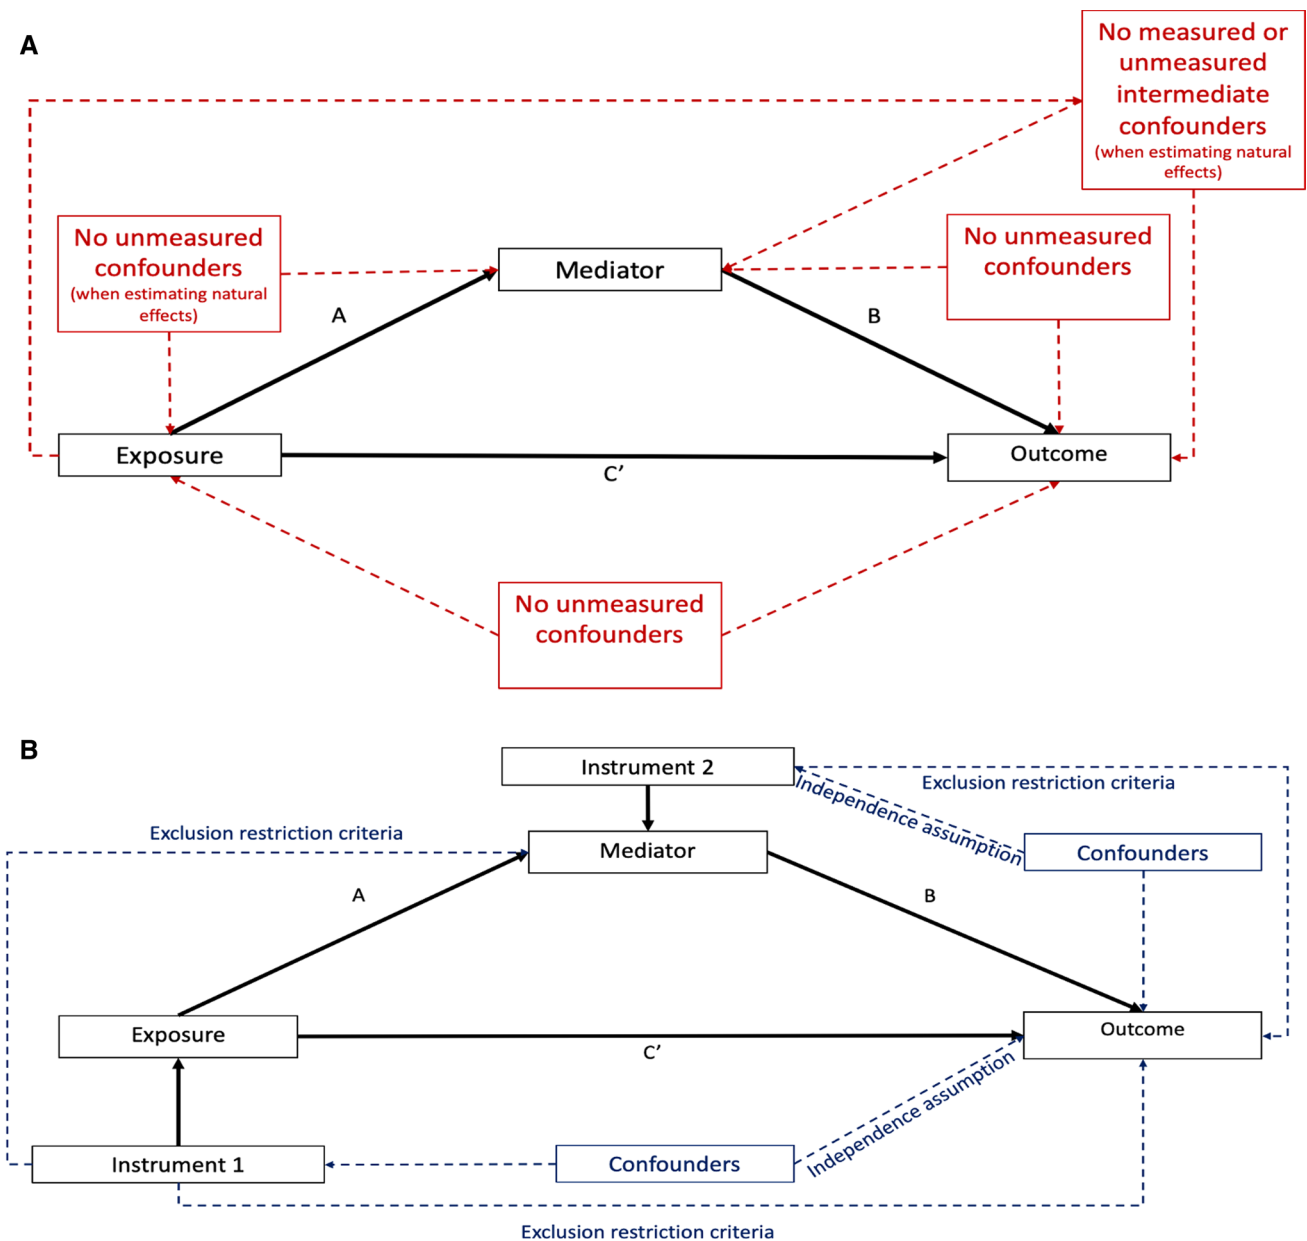 A
No measured or
unmeasured
intermediate
confounders
(when estimating natural
effects)
No unmeasured
confounders
(when estimating natural
effects)
Mediator
No unmeasured
confounders
A
B
Exposure
Outcome
C’
No unmeasured
confounders
B
Instrument 2
Exclusion restriction criteria
Independence assumption
Exclusion restriction criteria
Mediator
Confounders
A
B
Exposure
Outcome
C’
Independence assumption
Instrument 1
Confounders
Exclusion restriction criteria